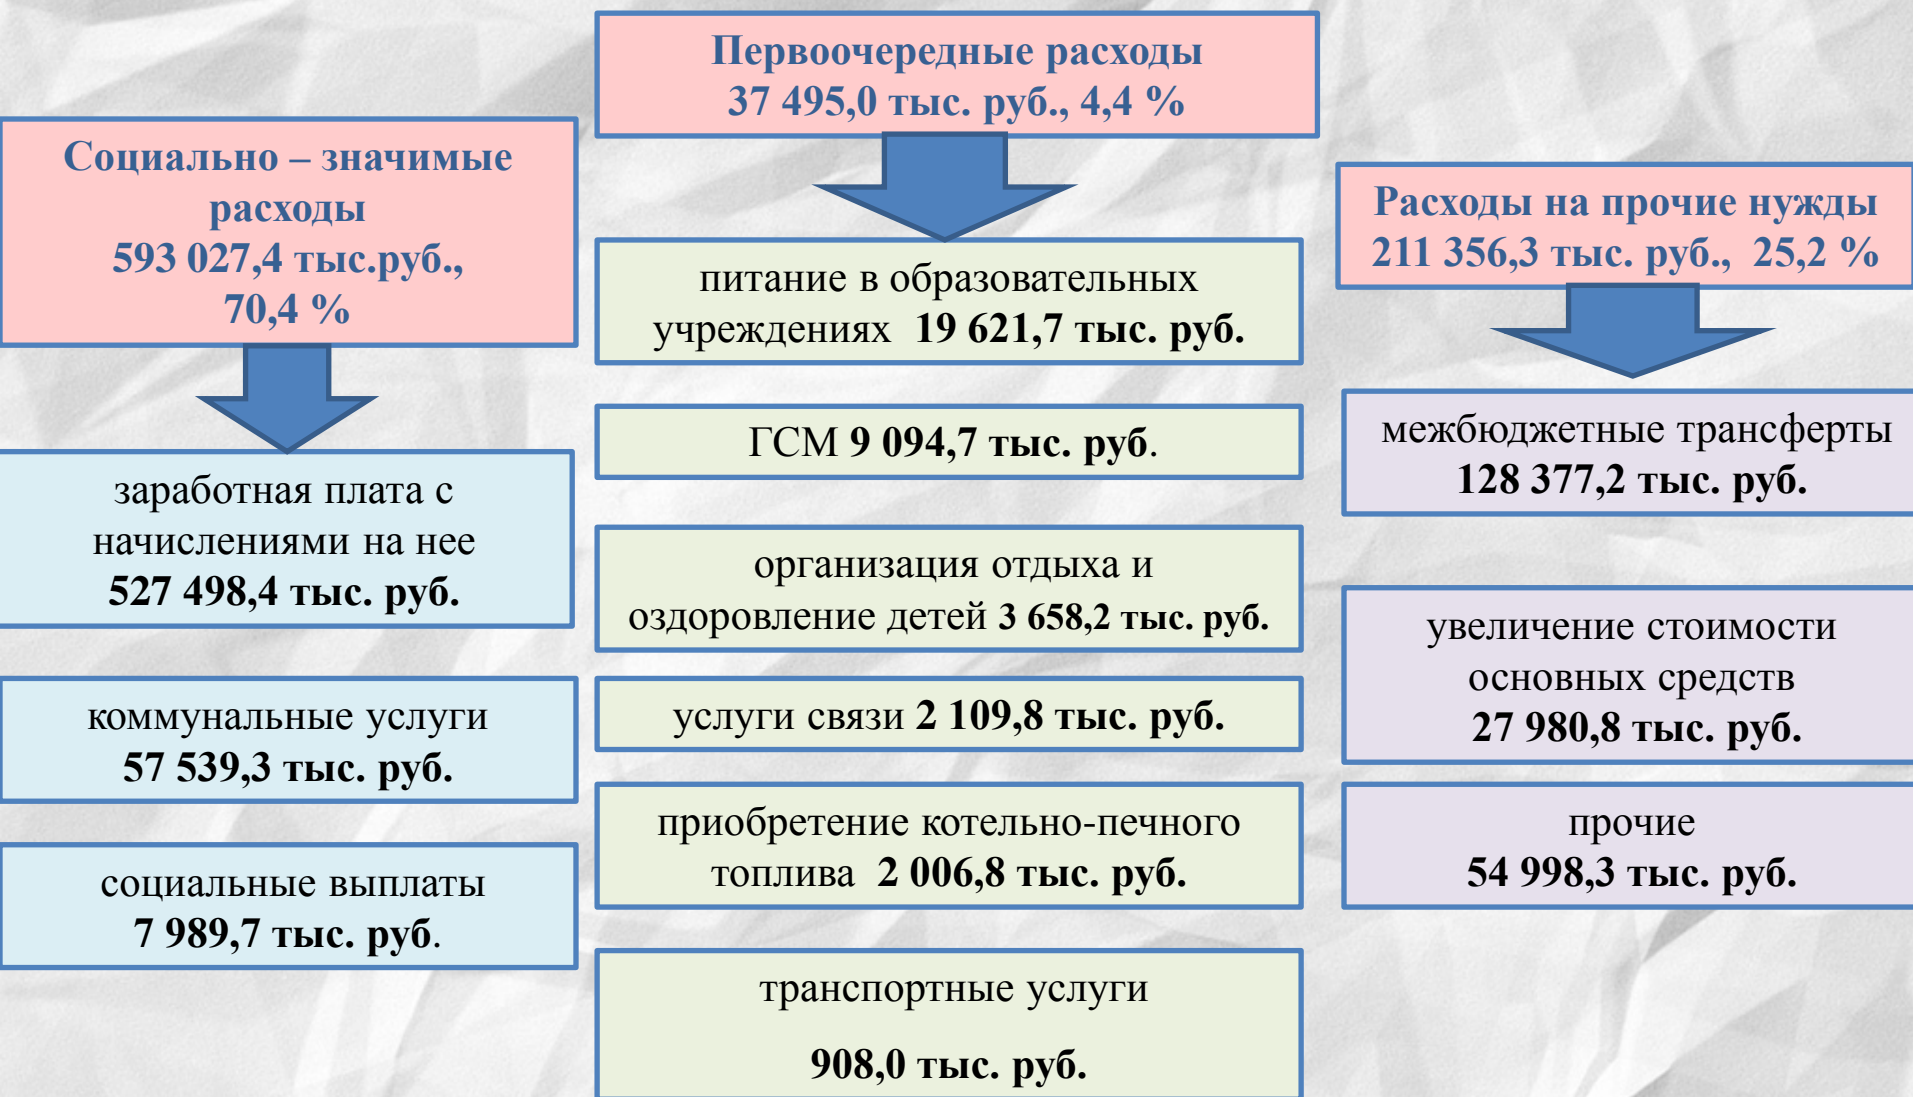 Первоочередные расходы
37 495,0 тыс. руб., 4,4 %
Социально – значимые
расходы
593 027,4 тыс.руб.,
70,4 %
Расходы на прочие нужды
211 356,3 тыс. руб., 25,2 %
заработная плата с
начислениями на нее
527 498,4 тыс. руб.
коммунальные услуги
57 539,3 тыс. руб.
социальные выплаты
7 989,7 тыс. руб.
питание в образовательных
учреждениях 19 621,7 тыс. руб.
ГСМ 9 094,7 тыс. руб.
организация отдыха и
оздоровление детей 3 658,2 тыс. руб.
услуги связи 2 109,8 тыс. руб.
приобретение котельно-печного
топлива 2 006,8 тыс. руб.
транспортные услуги
908,0 тыс. руб.
межбюджетные трансферты
128 377,2 тыс. руб.
увеличение стоимости
основных средств
27 980,8 тыс. руб.
прочие
54 998,3 тыс. руб.